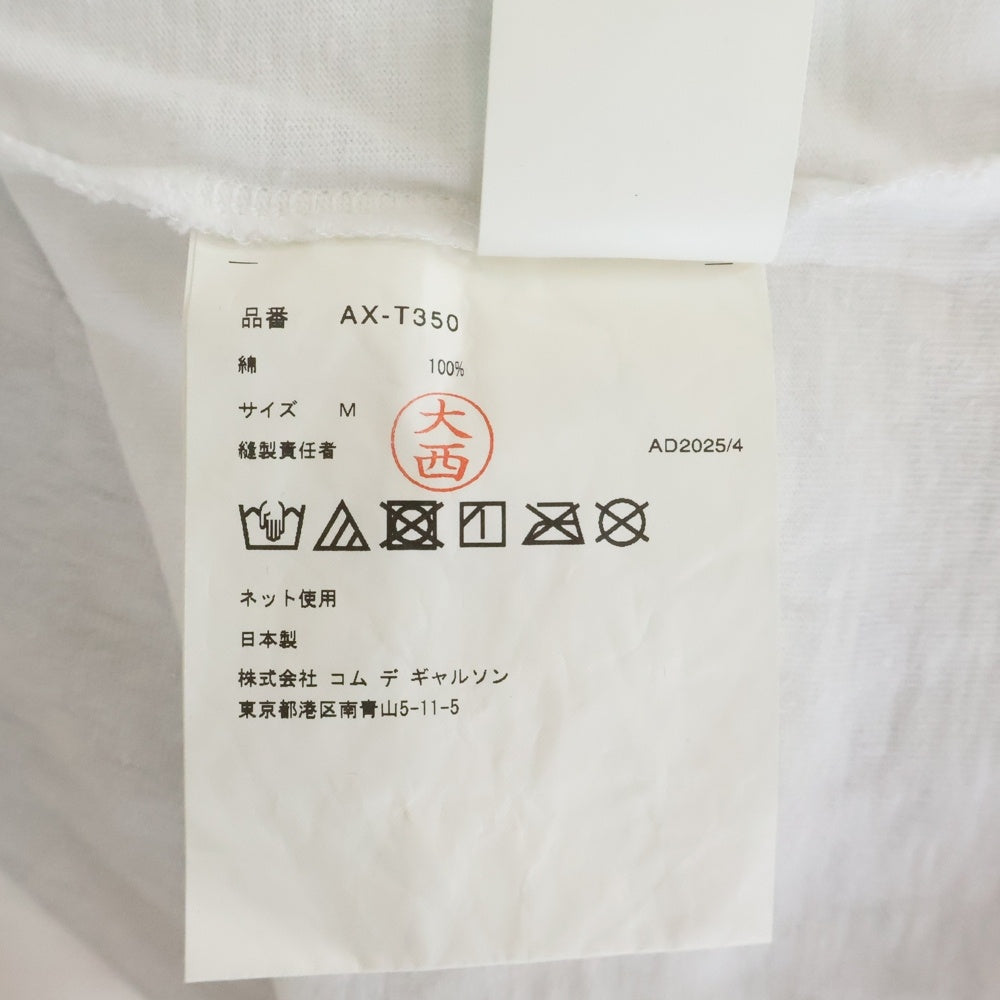 品番 AX-T350
綿 100%
サイズ M
縫製責任者 大西 AD2025/4
ネット使用
日本製
株式会社 コム デ ギャルソン
東京都港区南青山5-11-5